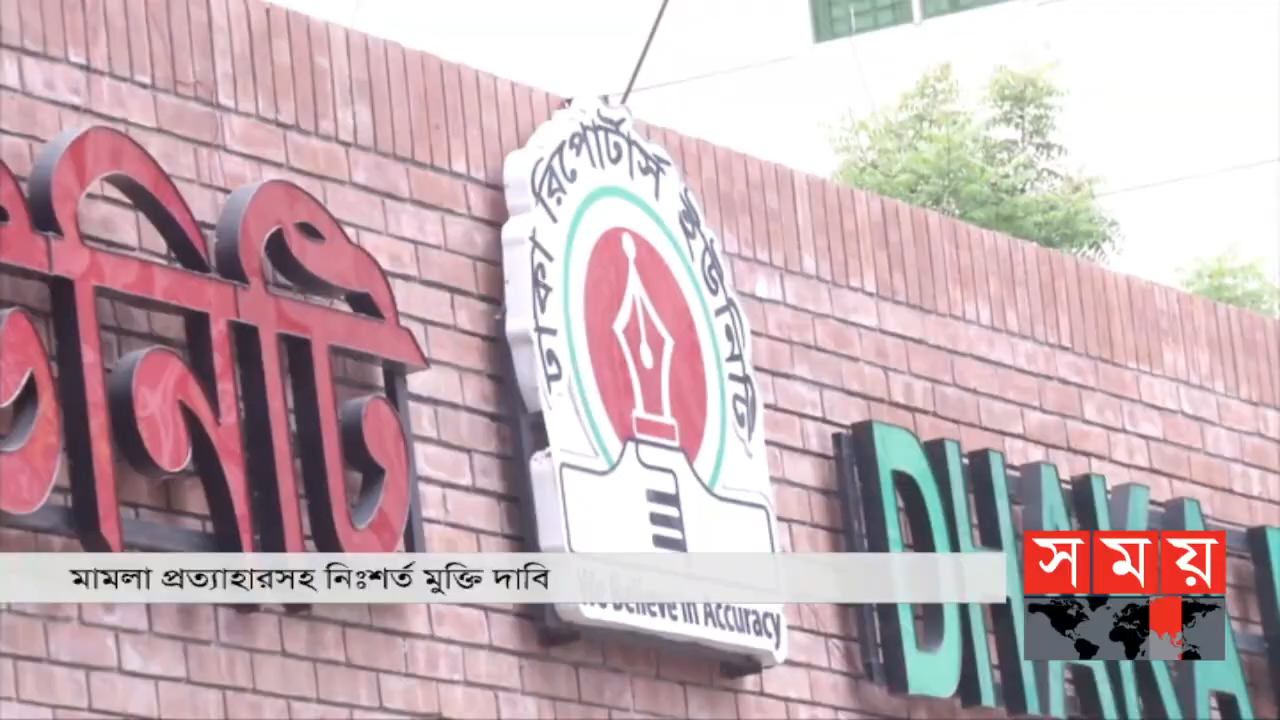 নিটি
ঢাকা রিপোর্টার্স ইউনিটি
We Believe in Accuracy
DHAKA
মামলা প্রত্যাহারসহ নিঃশর্ত মুক্তি দাবি
সময়